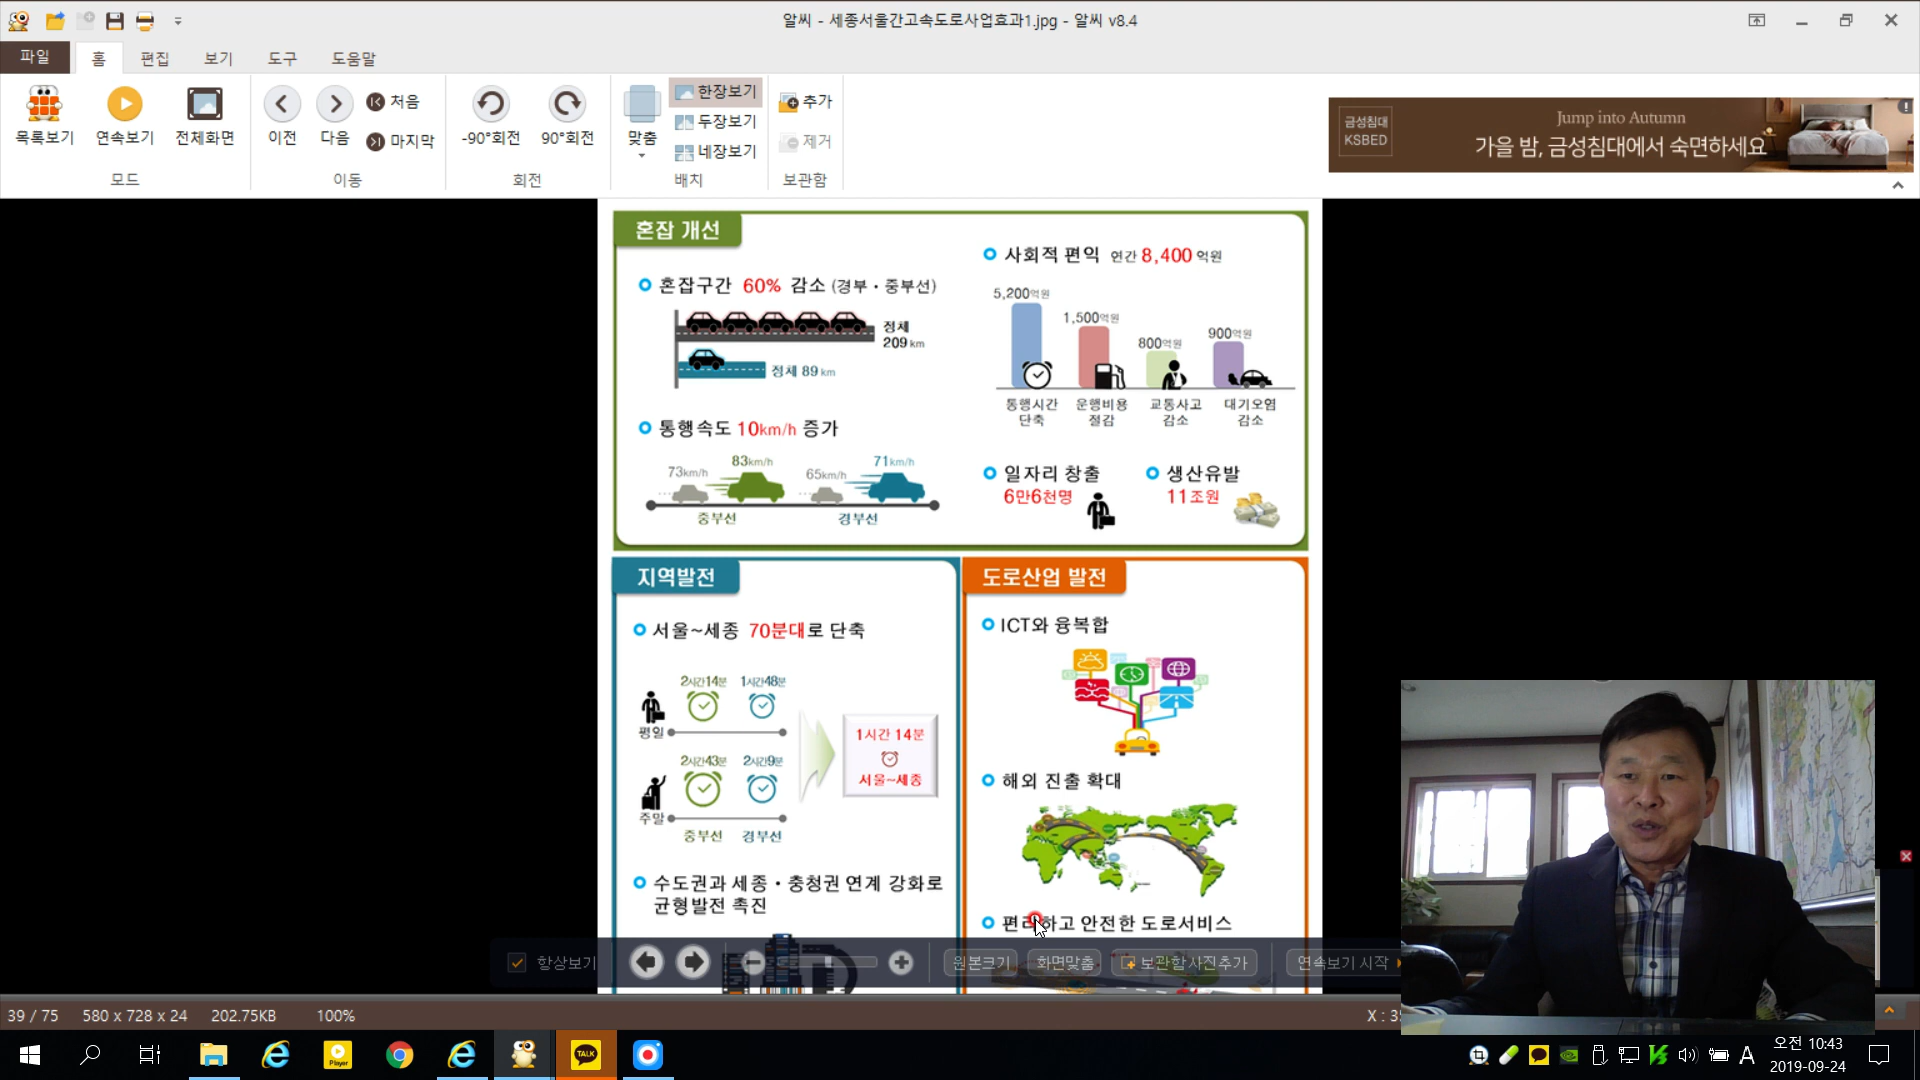 알씨 - 세종서울간고속도로사업효과1.jpg - 알씨 v8.4
파일 홈 편집 보기 도구 도움말
목록보기 연속보기 전체화면
모드
이전 다음 처음
마지막
이동
-90°회전 90°회전
회전
맞춤
한장보기
두장보기
네장보기
배치
추가
제거
보관함
금성침대
KSBED
Jump into Autumn
가을 밤, 금성침대에서 숙면하세요
혼잡 개선
혼잡구간 60% 감소 (경부・중부선)
정체
209 km
정체 89 km
통행속도 10km/h 증가
73km/h 83km/h 65km/h 71km/h
중부선 경부선
사회적 편익 연간 8,400 억원
5,200억원
1,500억원
800억원
900억원
통행시간
단축
운행비용
절감
교통사고
감소
대기오염
감소
일자리 창출
6만6천명
생산유발
11조원
지역발전
서울~세종 70분대로 단축
2시간14분 1시간48분
평일
2시간43분 2시간9분
주말
중부선 경부선
1시간 14분
서울~세종
수도권과 세종・충청권 연계 강화로
균형발전 촉진
도로산업 발전
ICT와 융복합
해외 진출 확대
편리하고 안전한 도로서비스
항상보기
원본크기 화면맞춤 보관함 사진추가 연속보기 시작
39 / 75 580 x 728 x 24 202.75KB 100%
Player
TALK
A
오전 10:43
2019-09-24